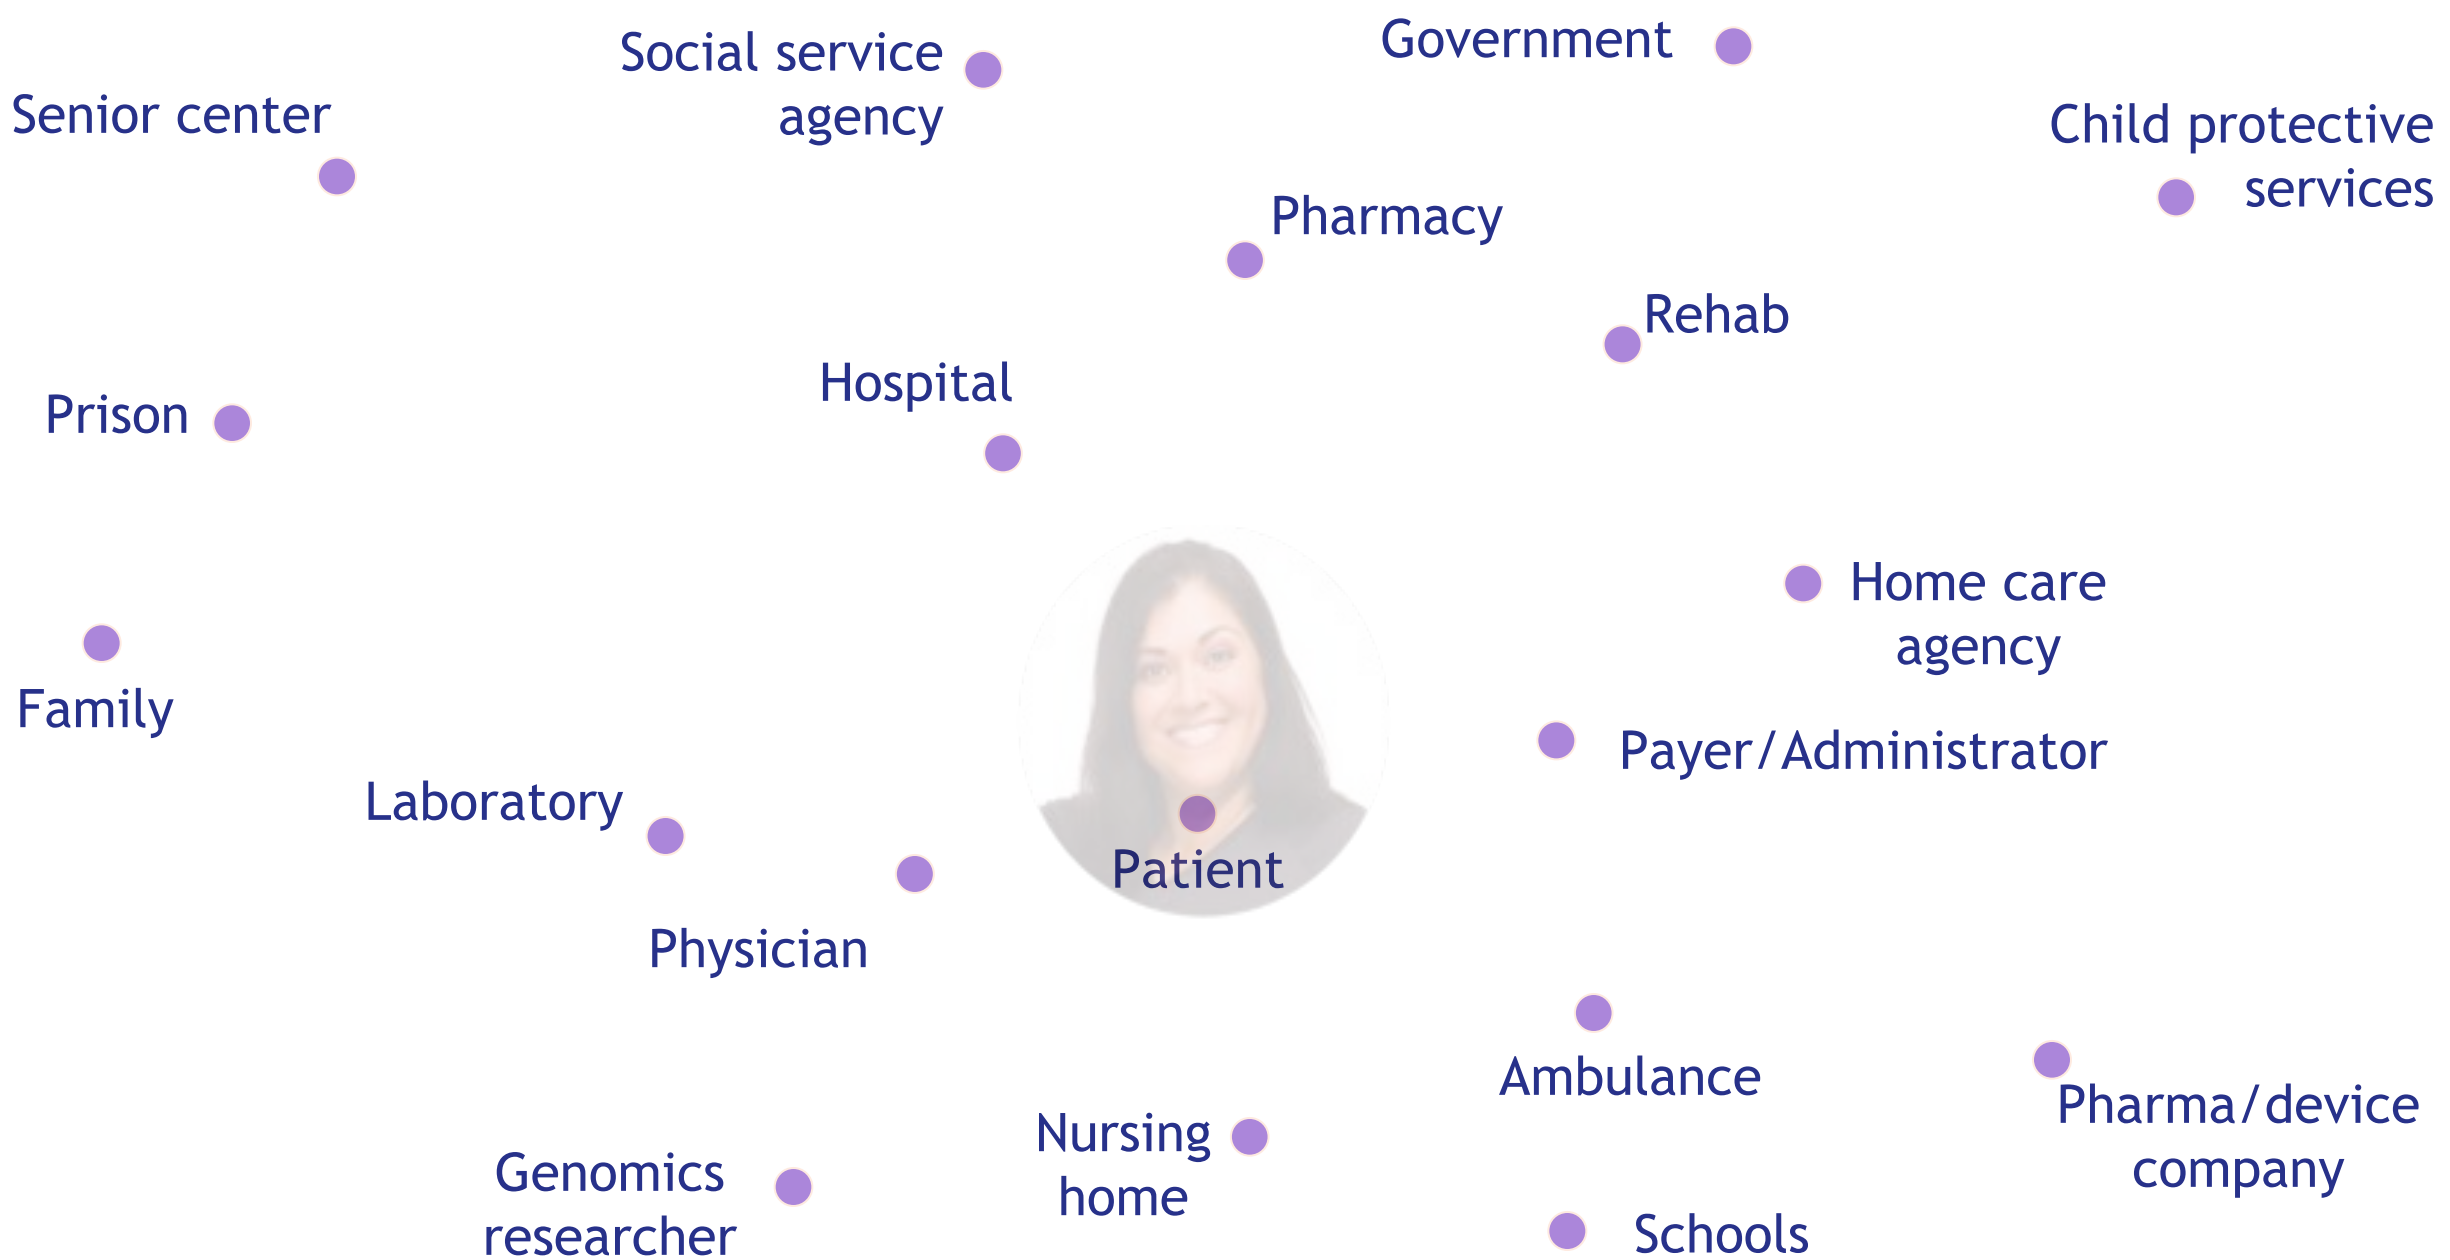 Government
Social service
agency
Senior center
Child protective
services
Pharmacy
Rehab
Hospital
Prison
Home care
agency
Family
Payer/Administrator
Laboratory
Patient
Physician
Ambulance
Pharma/device
company
Nursing
home
Genomics
researcher
Schools